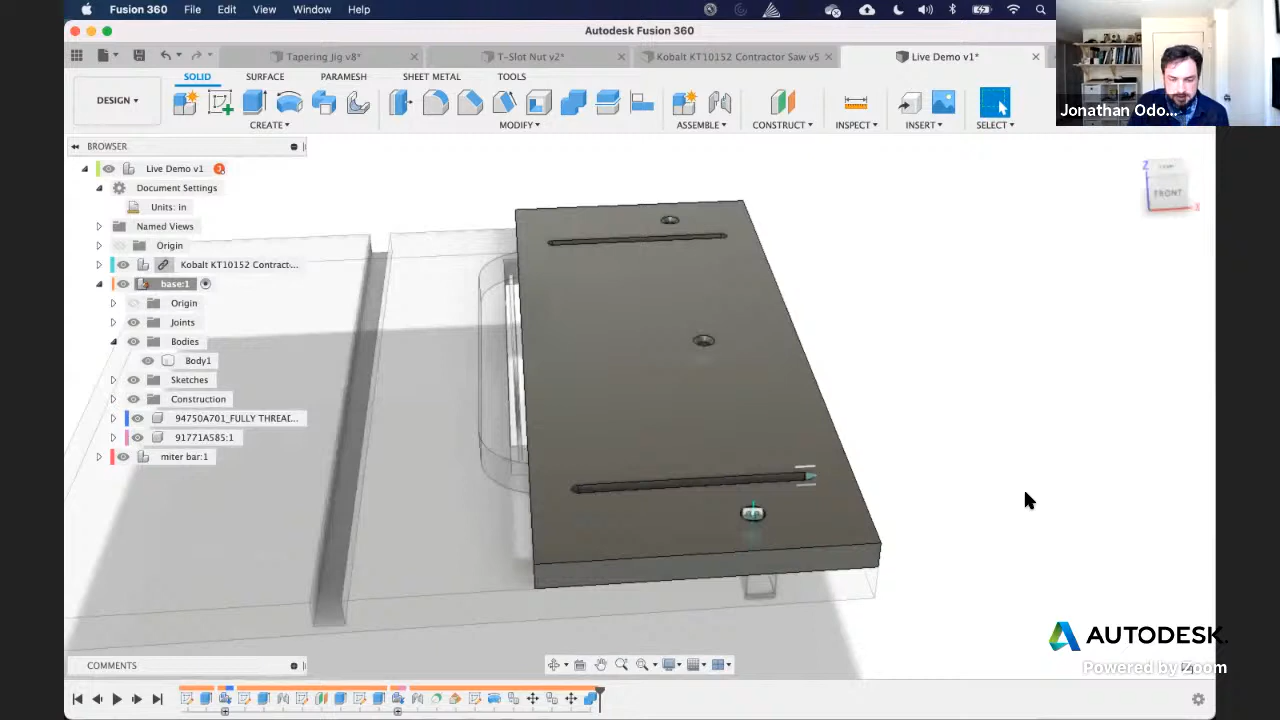 Fusion 360 File Edit View Window Help
Autodesk Fusion 360
Tapering Jig v8* T-Slot Nut v2* Kobalt KT10152 Contractor Saw v5 Live Demo v1*
SOLID SURFACE PARAMESH SHEET METAL TOOLS
DESIGN
CREATE MODIFY ASSEMBLE CONSTRUCT INSPECT INSERT SELECT
Jonathan Odo...
BROWSER
Live Demo v1
Document Settings
Units: in
Named Views
Origin
Kobalt KT10152 Contract...
base:1
Origin
Joints
Bodies
Body1
Sketches
Construction
94750A701_FULLY THREAD...
91771A585:1
miter bar:1
Z
FRONT
X
AUTODESK.
Powered by Zoom
COMMENTS